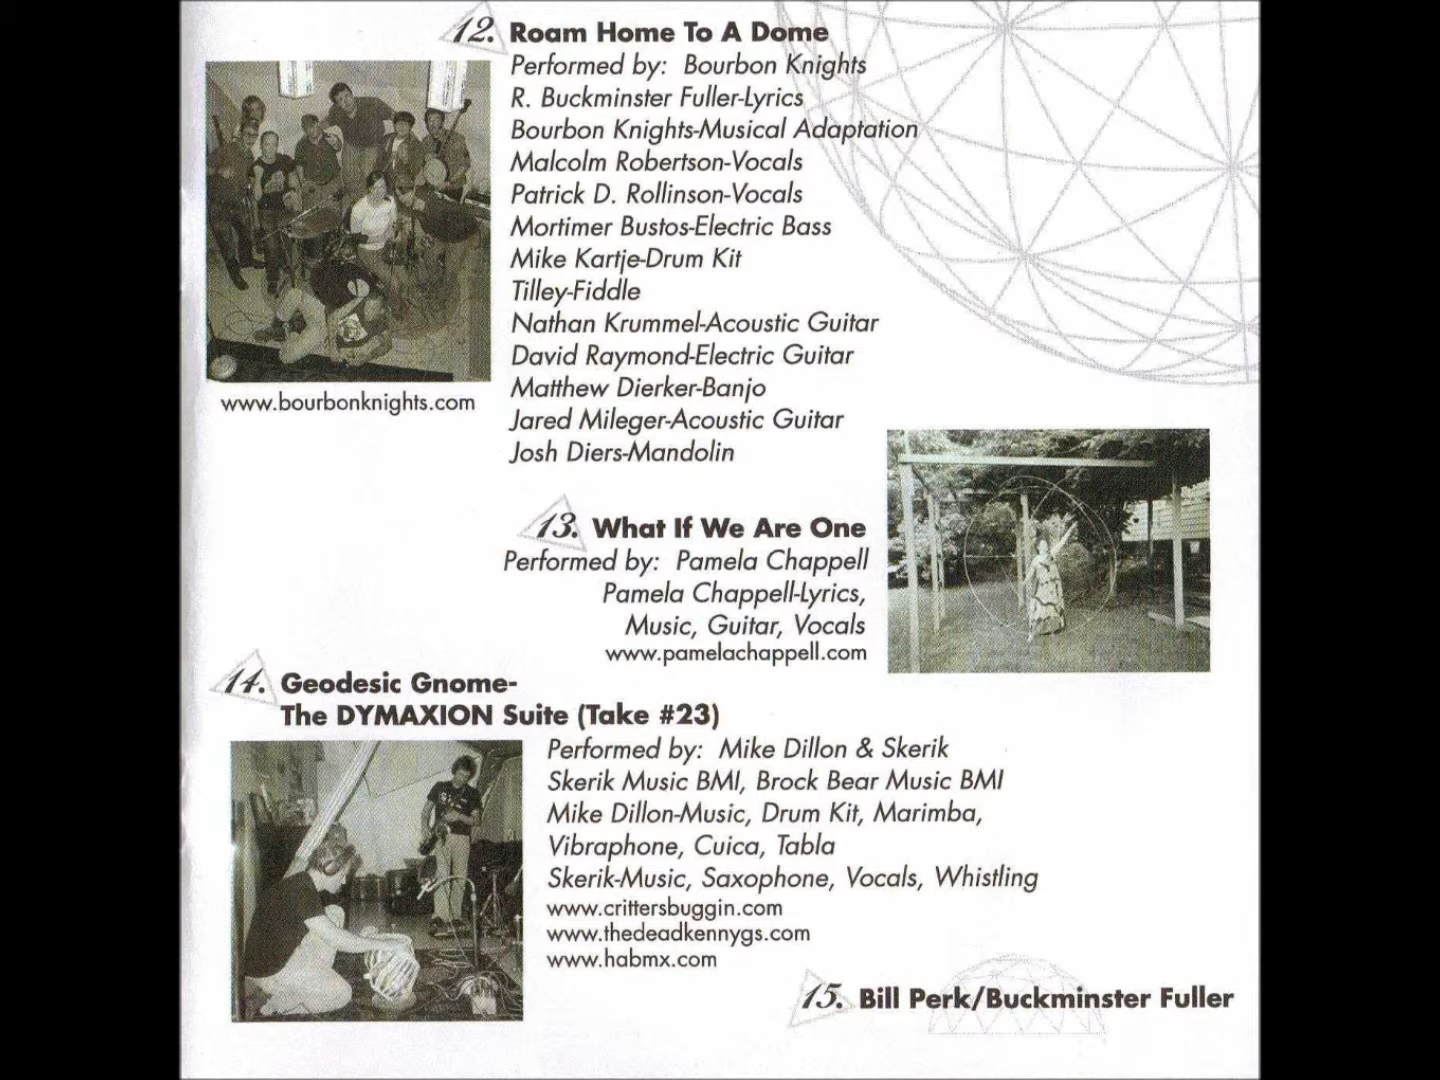 12. Roam Home To A Dome
Performed by: Bourbon Knights
R. Buckminster Fuller-Lyrics
Bourbon Knights-Musical Adaptation
Malcolm Robertson-Vocals
Patrick D. Rollinson-Vocals
Mortimer Bustos-Electric Bass
Mike Kartje-Drum Kit
Tilley-Fiddle
Nathan Krummel-Acoustic Guitar
David Raymond-Electric Guitar
Matthew Dierker-Banjo
Jared Mileger-Acoustic Guitar
Josh Diers-Mandolin
www.bourbonknights.com
13. What If We Are One
Performed by: Pamela Chappell
Pamela Chappell-Lyrics,
Music, Guitar, Vocals
www.pamelachappell.com
14. Geodesic Gnome-
The DYMAXION Suite (Take #23)
Performed by: Mike Dillon & Skerik
Skerik Music BMI, Brock Bear Music BMI
Mike Dillon-Music, Drum Kit, Marimba,
Vibraphone, Cuica, Tabla
Skerik-Music, Saxophone, Vocals, Whistling
www.crittersbuggin.com
www.thedeadkennygs.com
www.habmx.com
15. Bill Perk/Buckminster Fuller